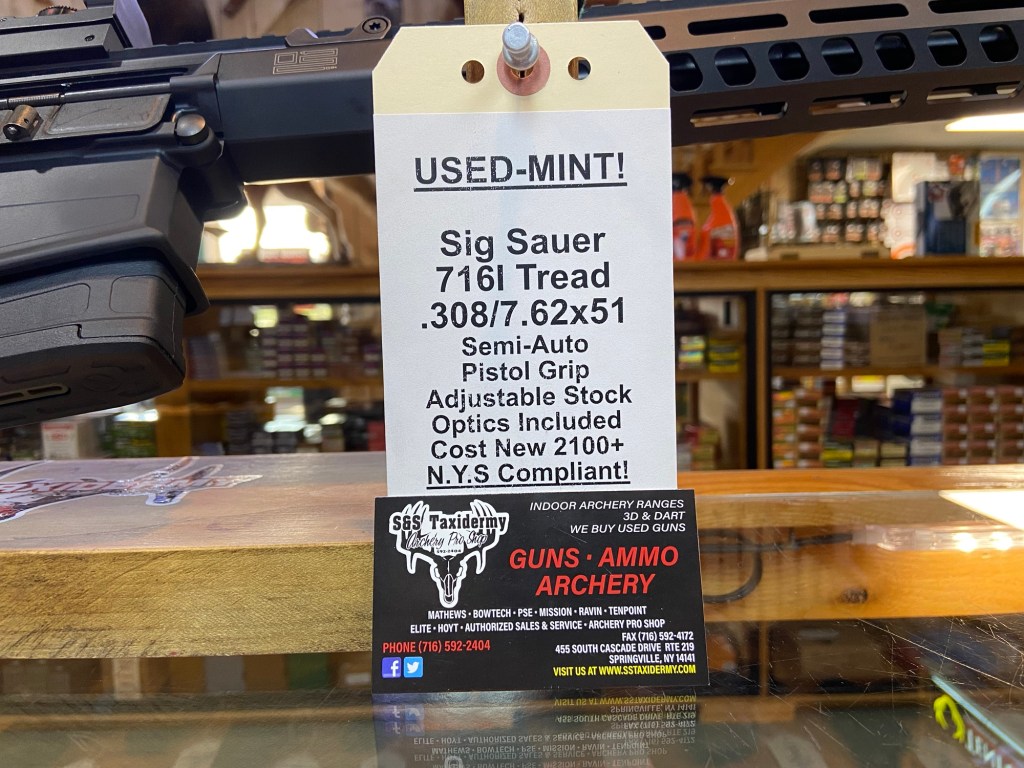 USED-MINT!
Sig Sauer
716I Tread
.308/7.62x51
Semi-Auto
Pistol Grip
Adjustable Stock
Optics Included
Cost New 2100+
N.Y.S Compliant!
S&S Taxidermy
Archery Pro Shop
592-2404
INDOOR ARCHERY RANGES
3D & DART
WE BUY USED GUNS
GUNS · AMMO
ARCHERY
MATHEWS • BOWTECH • PSE • MISSION • RAVIN • TENPOINT
ELITE • HOYT • AUTHORIZED SALES & SERVICE • ARCHERY PRO SHOP
PHONE (716) 592-2404
FAX (716) 592-4172
455 SOUTH CASCADE DRIVE RTE 219
SPRINGVILLE, NY 14141
VISIT US AT WWW.SSTAXIDERMY.COM